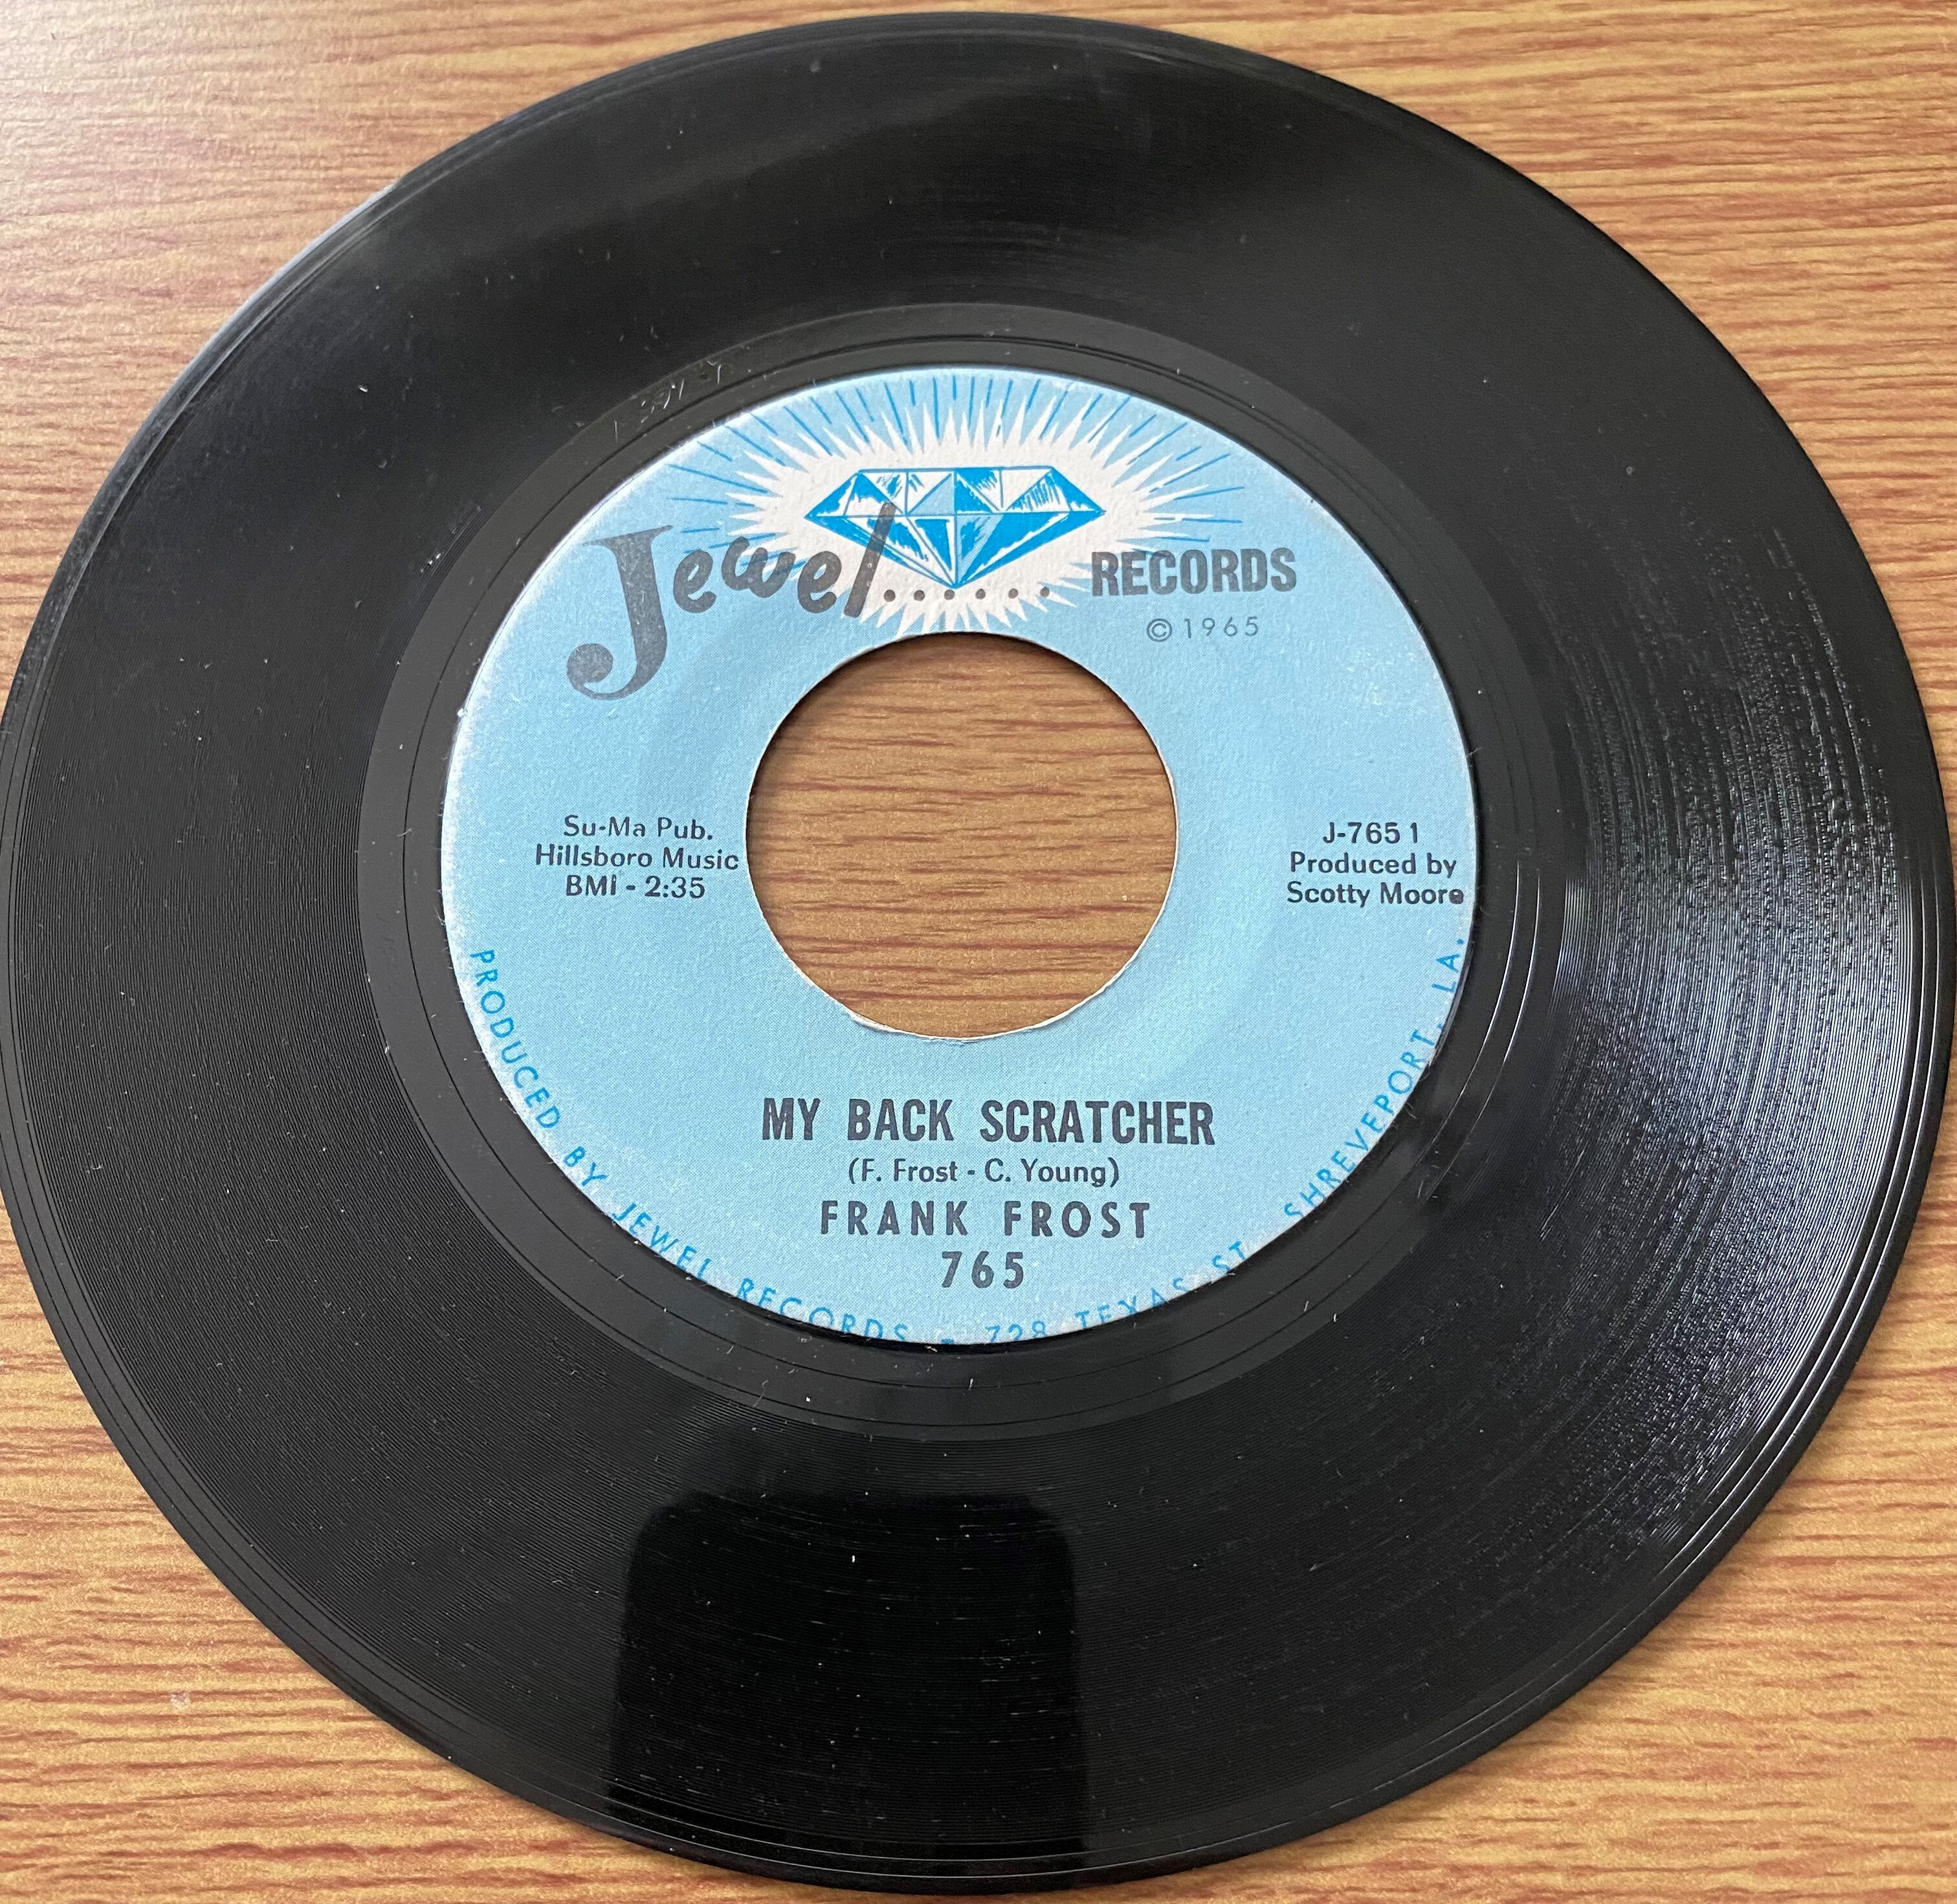 Jewel...... RECORDS
© 1965
Su-Ma Pub.
Hillsboro Music
BMI - 2:35
J-765 1
Produced by
Scotty Moore
MY BACK SCRATCHER
(F. Frost - C. Young)
FRANK FROST
765
PRODUCED BY JEWEL RECORDS - 728 TEXAS ST. SHREVEPORT, LA.